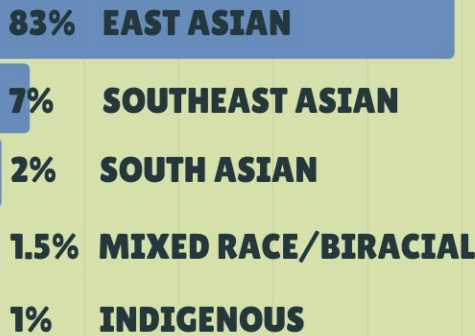 83% EAST ASIAN
7% SOUTHEAST ASIAN
2% SOUTH ASIAN
1.5% MIXED RACE/BIRACIAL
1% INDIGENOUS